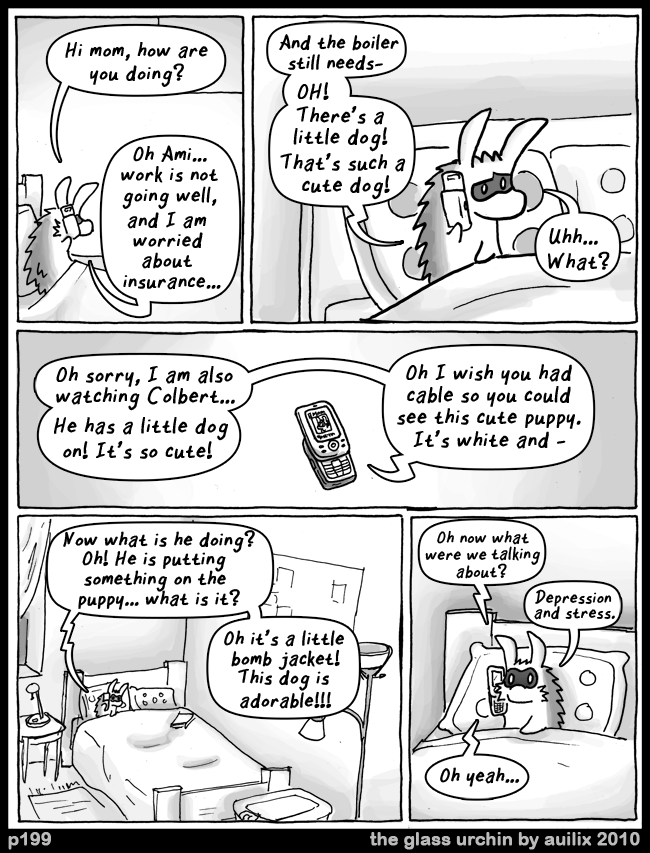 Hi mom, how are
you doing?
Oh Ami...
work is not
going well,
and I am
worried
about
insurance...
And the boiler
still needs-
OH!
There's a
little dog!
That's such a
cute dog!
Uhh...
What?
Oh sorry, I am also
watching Colbert...
He has a little dog
on! It's so cute!
Oh I wish you had
cable so you could
see this cute puppy.
It's white and -
Now what is he doing?
Oh! He is putting
something on the
puppy... what is it?
Oh it's a little
bomb jacket!
This dog is
adorable!!!
Oh now what
were we talking
about?
Depression
and stress.
Oh yeah...
p199
the glass urchin by auilix 2010